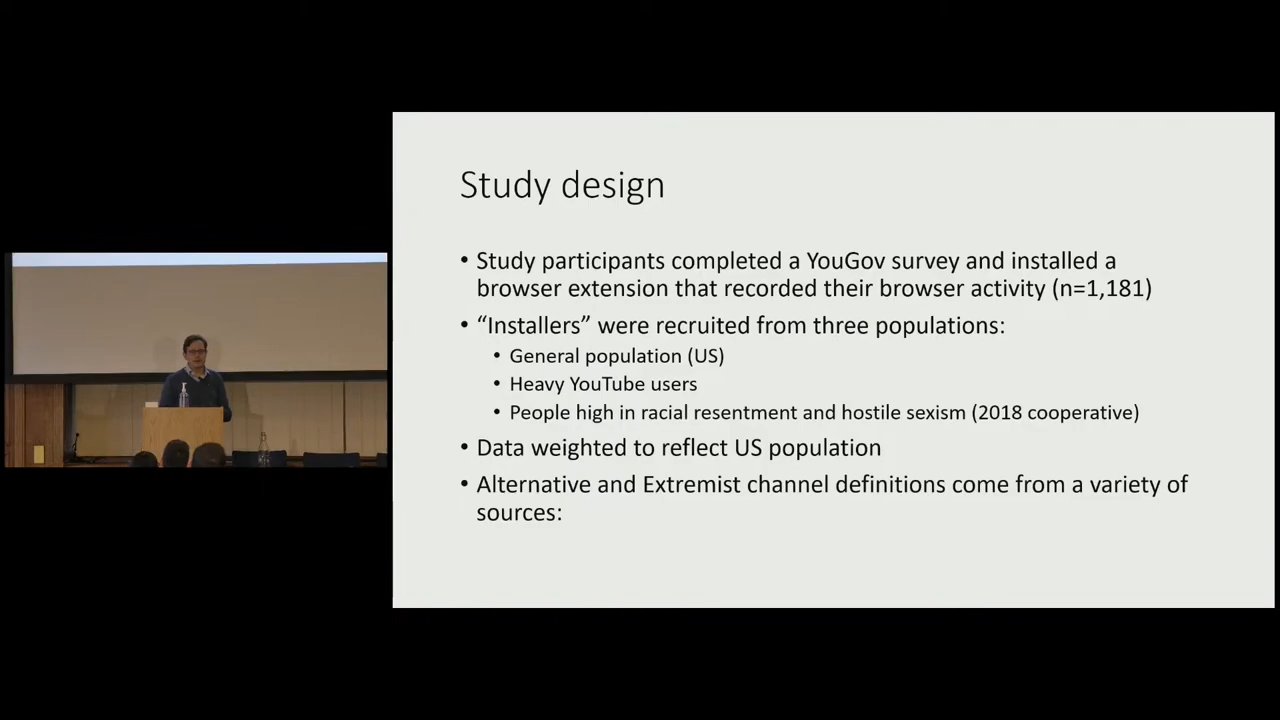 Study design
• Study participants completed a YouGov survey and installed a
browser extension that recorded their browser activity (n=1,181)
• “Installers” were recruited from three populations:
• General population (US)
• Heavy YouTube users
• People high in racial resentment and hostile sexism (2018 cooperative)
• Data weighted to reflect US population
• Alternative and Extremist channel definitions come from a variety of
sources: